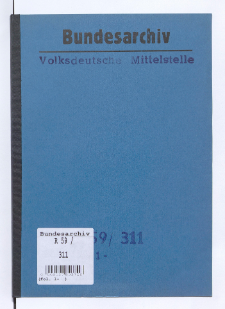 Bundesarchiv
Volksdeutsche Mittelstelle
59/ 311
Bundesarchiv
R 59 /
311